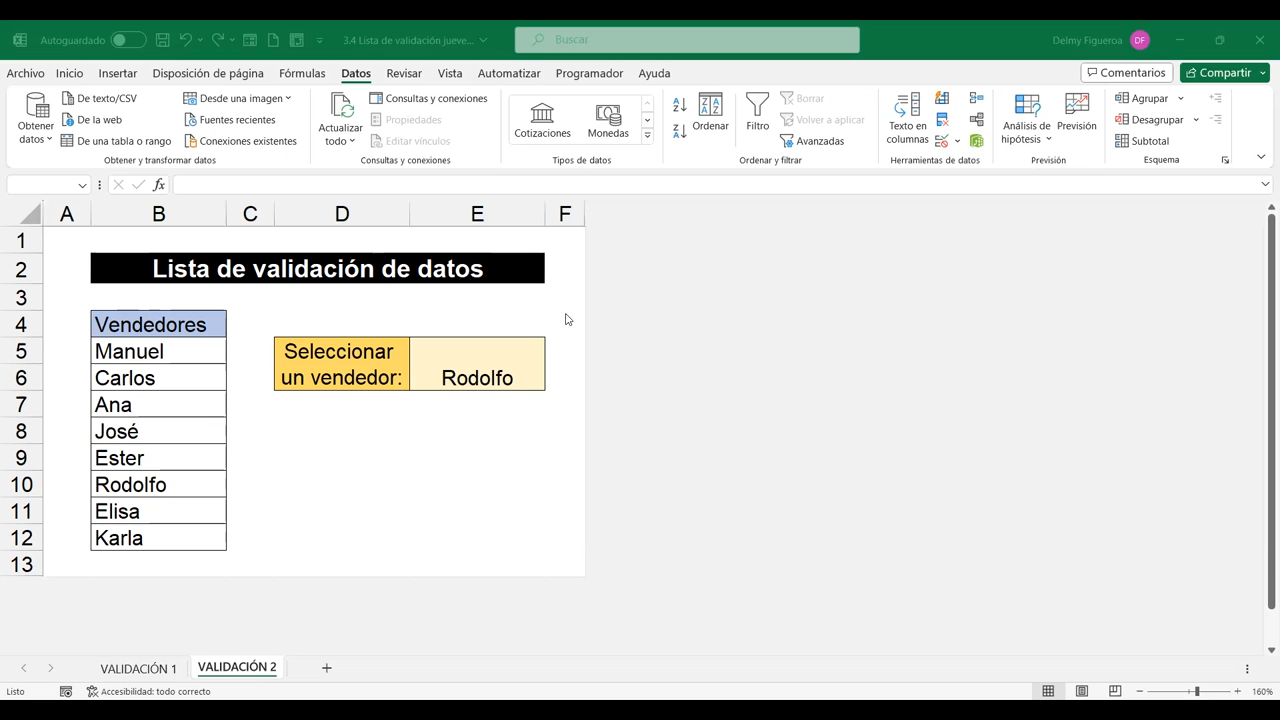 Autoguardado
3.4 Lista de validación jueve...
Buscar
Delmy Figueroa
DF
Archivo Inicio Insertar Disposición de página Fórmulas Datos Revisar Vista Automatizar Programador Ayuda
Comentarios
Compartir
Obtener datos
De texto/CSV
De la web
De una tabla o rango
Desde una imagen
Fuentes recientes
Conexiones existentes
Obtener y transformar datos
Actualizar todo
Consultas y conexiones
Propiedades
Editar vínculos
Consultas y conexiones
Cotizaciones
Monedas
Tipos de datos
Ordenar
Filtro
Borrar
Volver a aplicar
Avanzadas
Ordenar y filtrar
Texto en columnas
Herramientas de datos
Análisis de hipótesis
Previsión
Previsión
Agrupar
Desagrupar
Subtotal
Esquema
fx
A B C D E F
1
2 Lista de validación de datos
3
4 Vendedores
5 Manuel Seleccionar
6 Carlos un vendedor: Rodolfo
7 Ana
8 José
9 Ester
10 Rodolfo
11 Elisa
12 Karla
13
VALIDACIÓN 1 VALIDACIÓN 2
Listo
Accesibilidad: todo correcto
160%